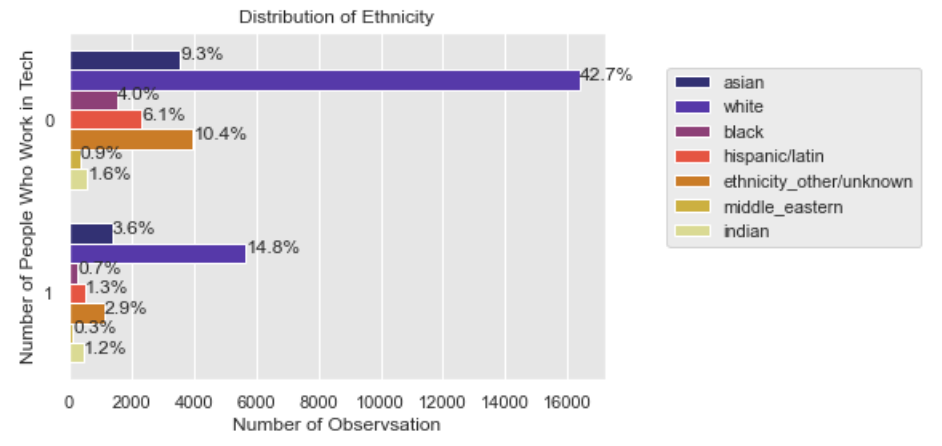 Distribution of Ethnicity
Number of People Who Work in Tech
0
9.3%
42.7%
4.0%
6.1%
10.4%
0.9%
1.6%
1
3.6%
14.8%
0.7%
1.3%
2.9%
0.3%
1.2%
0 2000 4000 6000 8000 10000 12000 14000 16000
Number of Observsation
asian
white
black
hispanic/latin
ethnicity_other/unknown
middle_eastern
indian